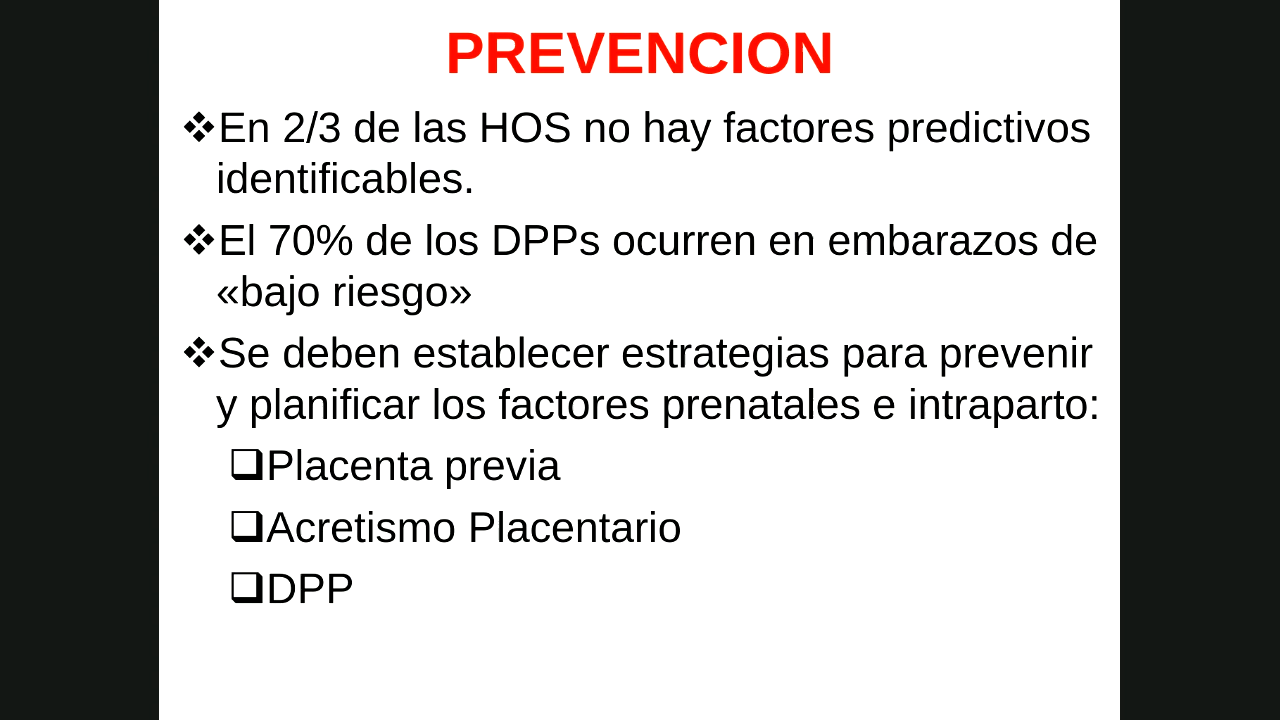 PREVENCION
❖En 2/3 de las HOS no hay factores predictivos
identificables.
❖El 70% de los DPPs ocurren en embarazos de
«bajo riesgo»
❖Se deben establecer estrategias para prevenir
y planificar los factores prenatales e intraparto:
❑Placenta previa
❑Acretismo Placentario
❑DPP